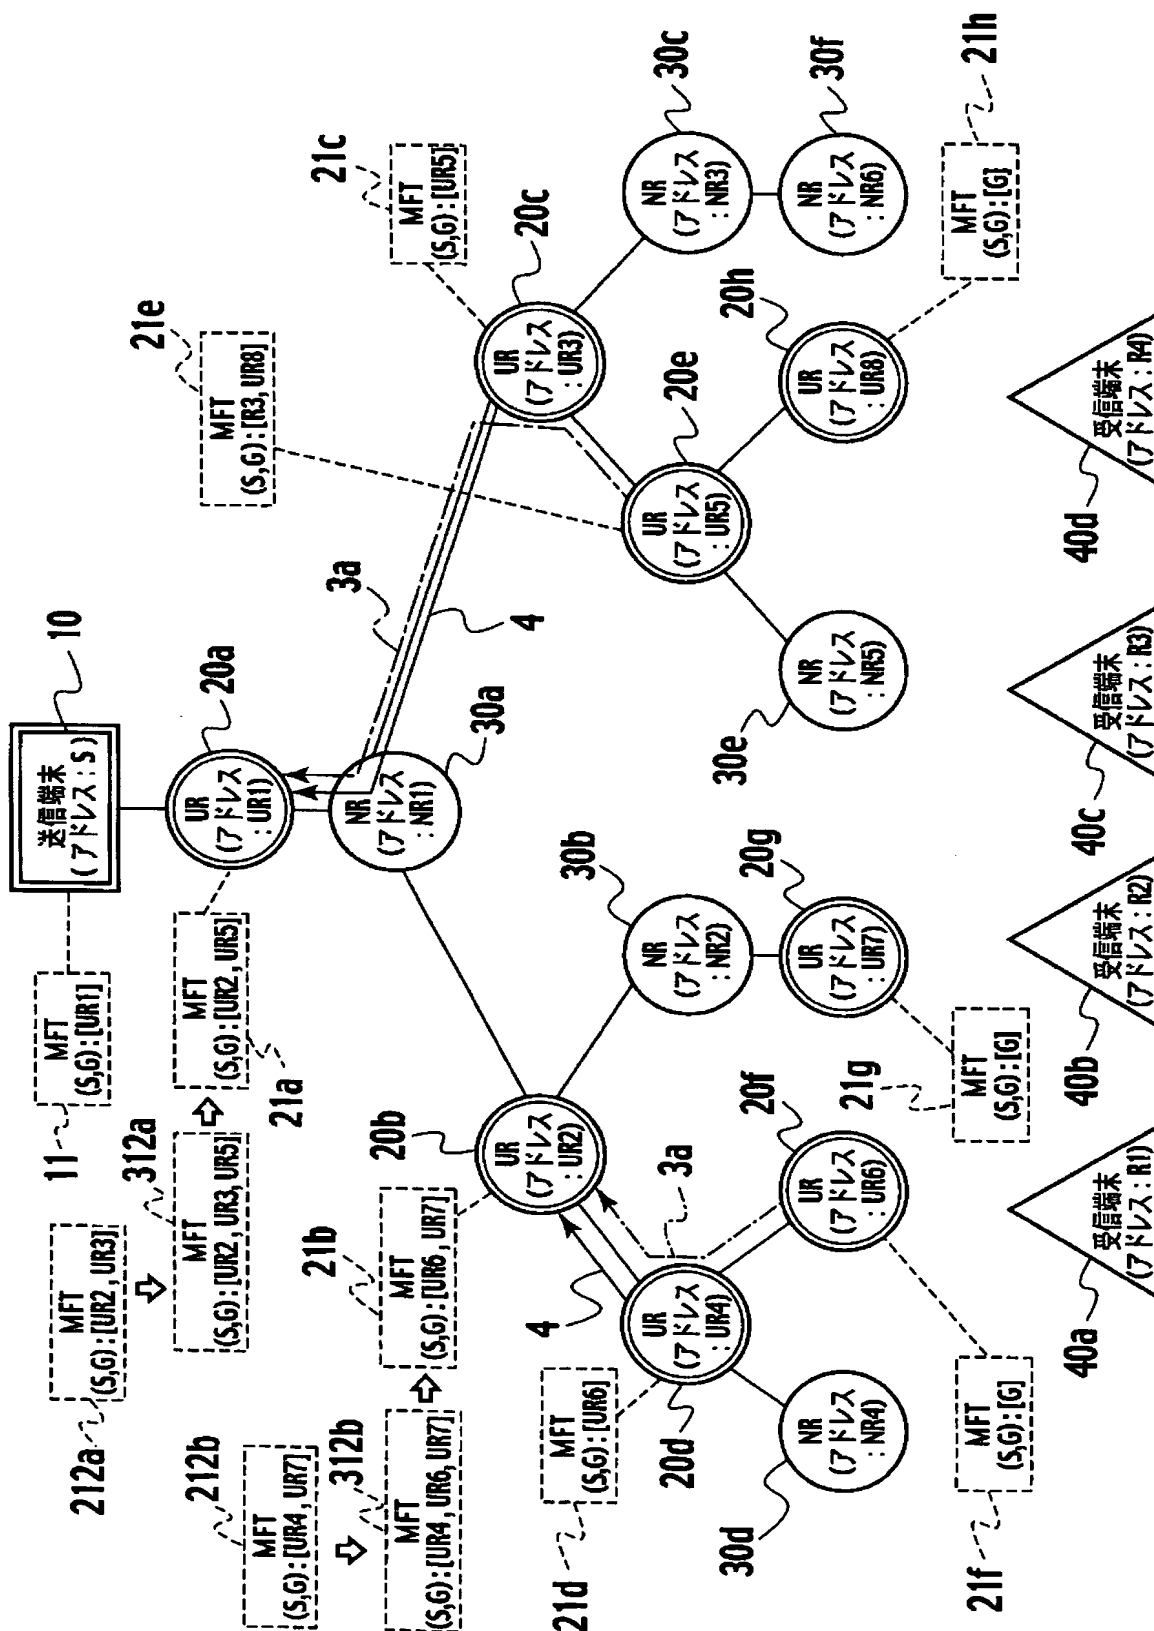 10
送信端末
(アドレス:S)
11
MFT
(S,G):[UR1]
20a
UR
(アドレス
:UR1)
212a
MFT
(S,G):[UR2,UR3]
312a
MFT
(S,G):[UR2,UR3,UR5]
MFT
(S,G):[UR2,UR5]
21a
NR
(アドレス
:NR1)
30a
3a
4
21e
MFT
(S,G):[R3,UR8]
21c
MFT
(S,G):[UR5]
212b
MFT
(S,G):[UR4,UR7]
312b
MFT
(S,G):[UR4,UR6,UR7]
21b
MFT
(S,G):[UR6,UR7]
20b
UR
(アドレス
:UR2)
20c
UR
(アドレス
:UR3)
21d
MFT
(S,G):[UR6]
4
3a
20d
UR
(アドレス
:UR4)
30b
NR
(アドレス
:NR2)
20e
UR
(アドレス
:UR5)
30c
NR
(アドレス
:NR3)
30d
NR
(アドレス
:NR4)
20f
UR
(アドレス
:UR6)
20g
UR
(アドレス
:UR7)
30e
NR
(アドレス
:NR5)
20h
UR
(アドレス
:UR8)
30f
NR
(アドレス
:NR6)
21f
MFT
(S,G):[G]
21g
MFT
(S,G):[G]
21h
MFT
(S,G):[G]
40a
受信端末
(アドレス:R1)
40b
受信端末
(アドレス:R2)
40c
受信端末
(アドレス:R3)
40d
受信端末
(アドレス:R4)